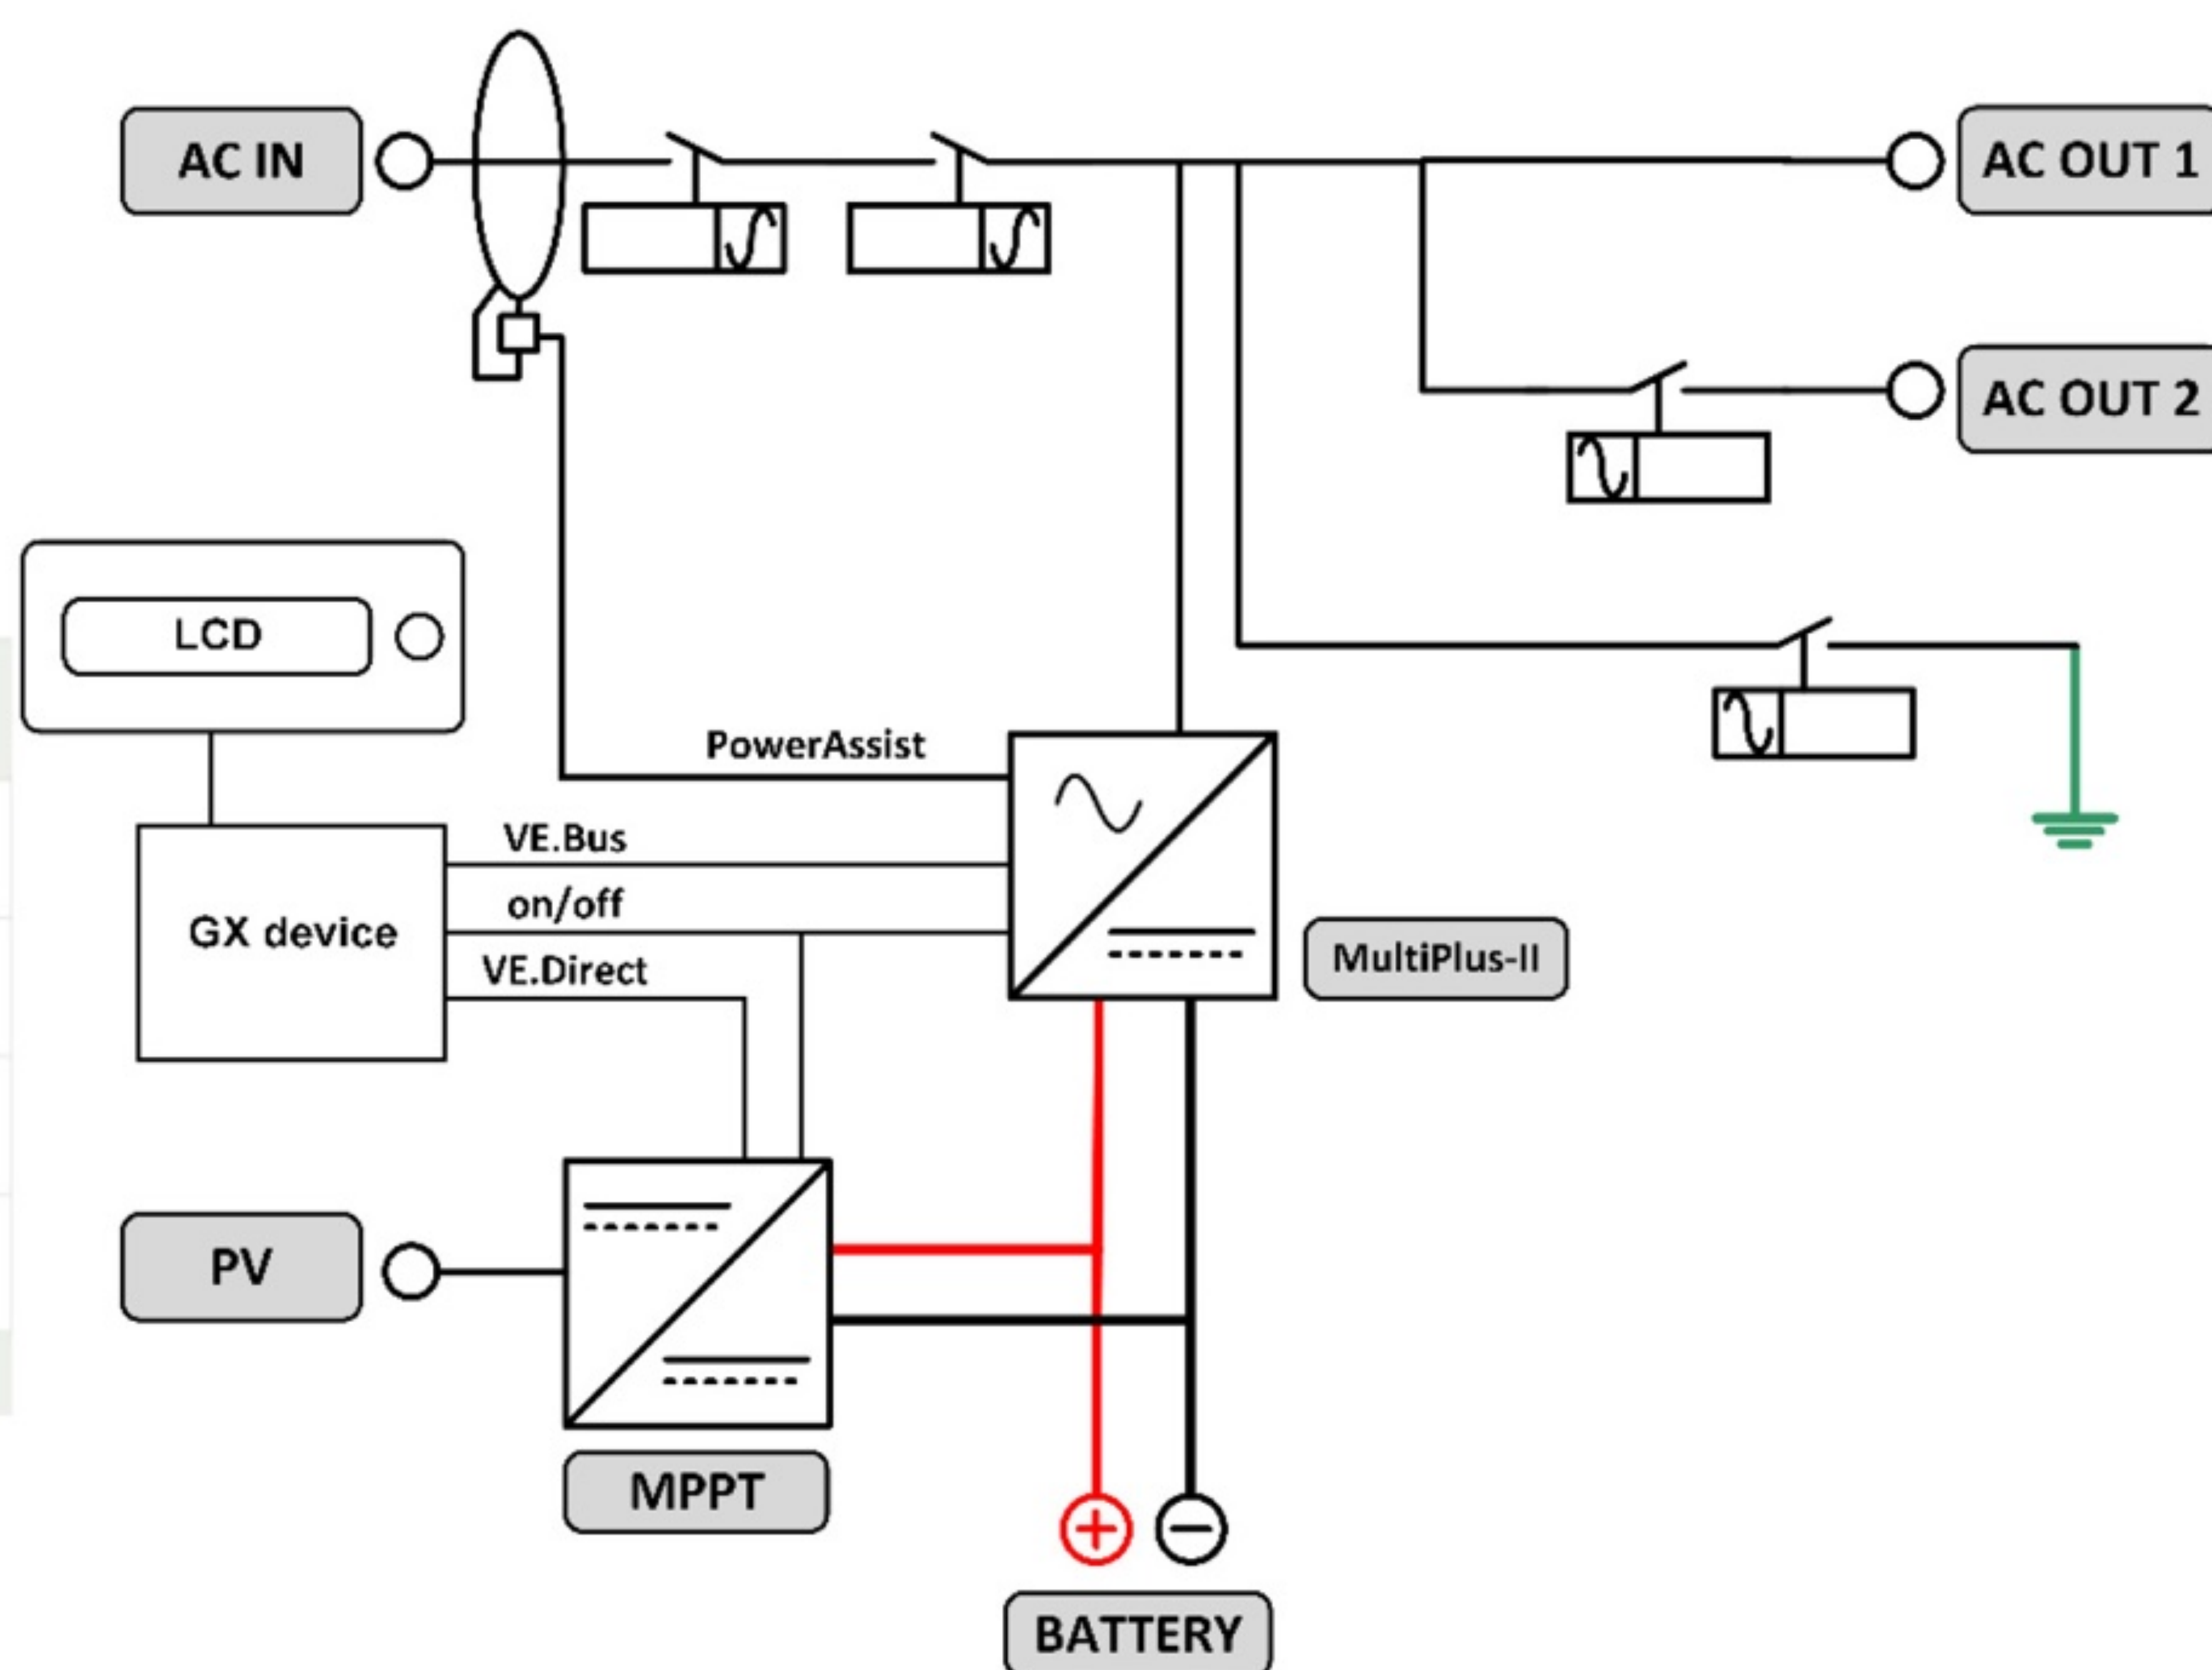 AC IN
AC OUT 1
AC OUT 2
LCD
PowerAssist
VE.Bus
on/off
GX device
VE.Direct
MultiPlus-II
PV
MPPT
BATTERY